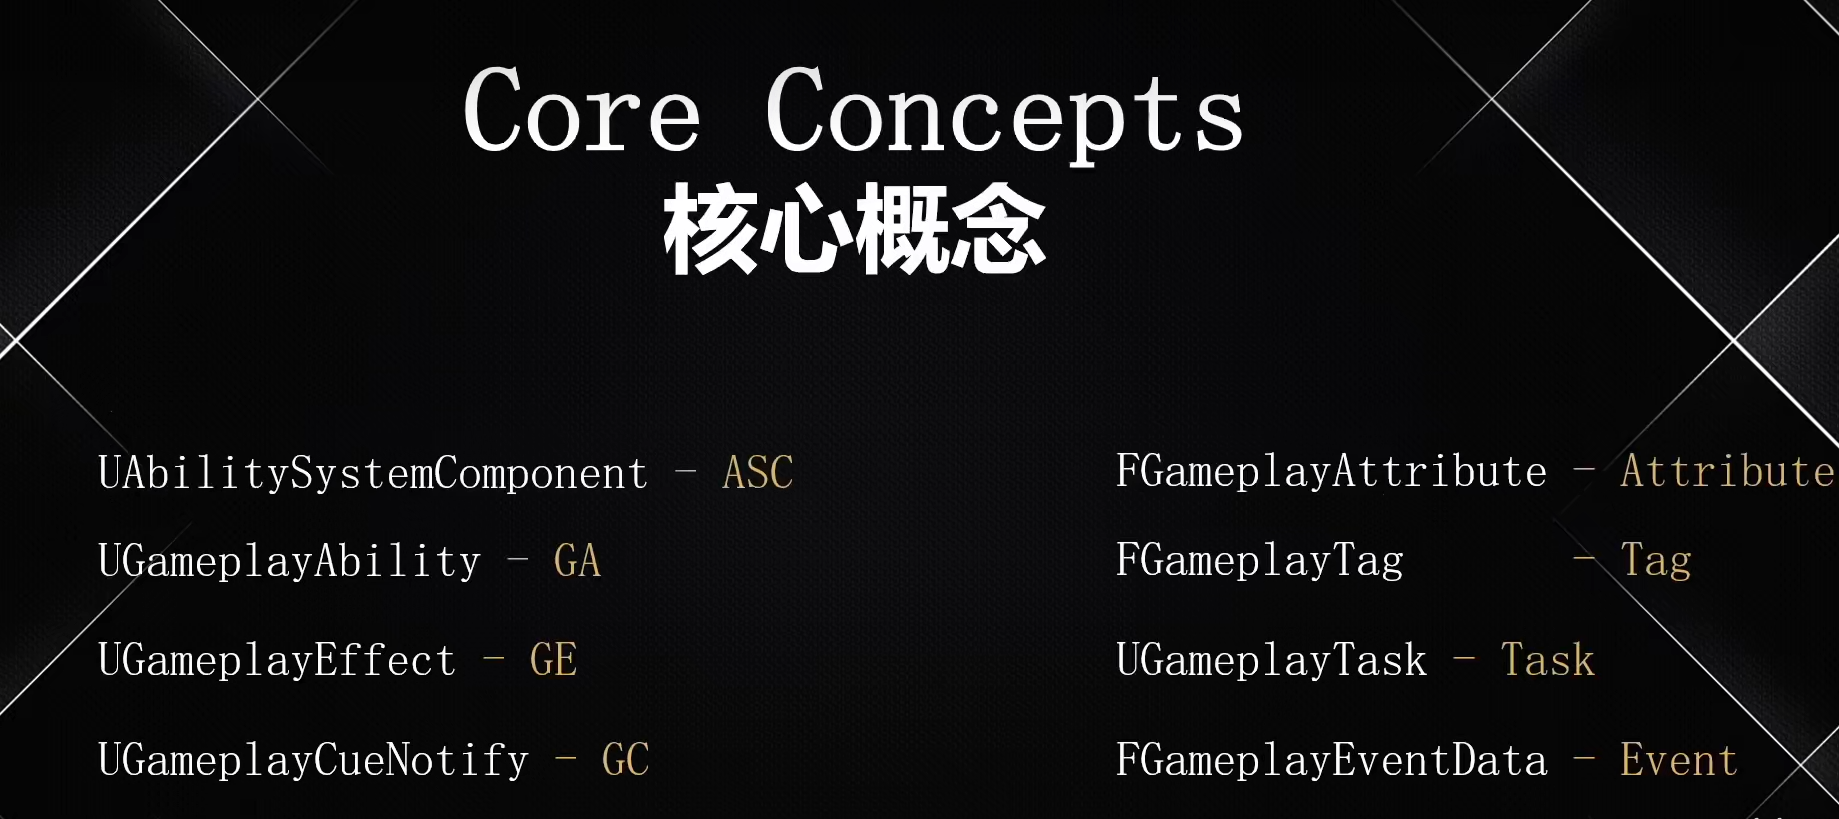 Core Concepts
核心概念
UAbilitySystemComponent - ASC
UGameplayAbility - GA
UGameplayEffect - GE
UGameplayCueNotify - GC
FGameplayAttribute - Attribute
FGameplayTag - Tag
UGameplayTask - Task
FGameplayEventData - Event